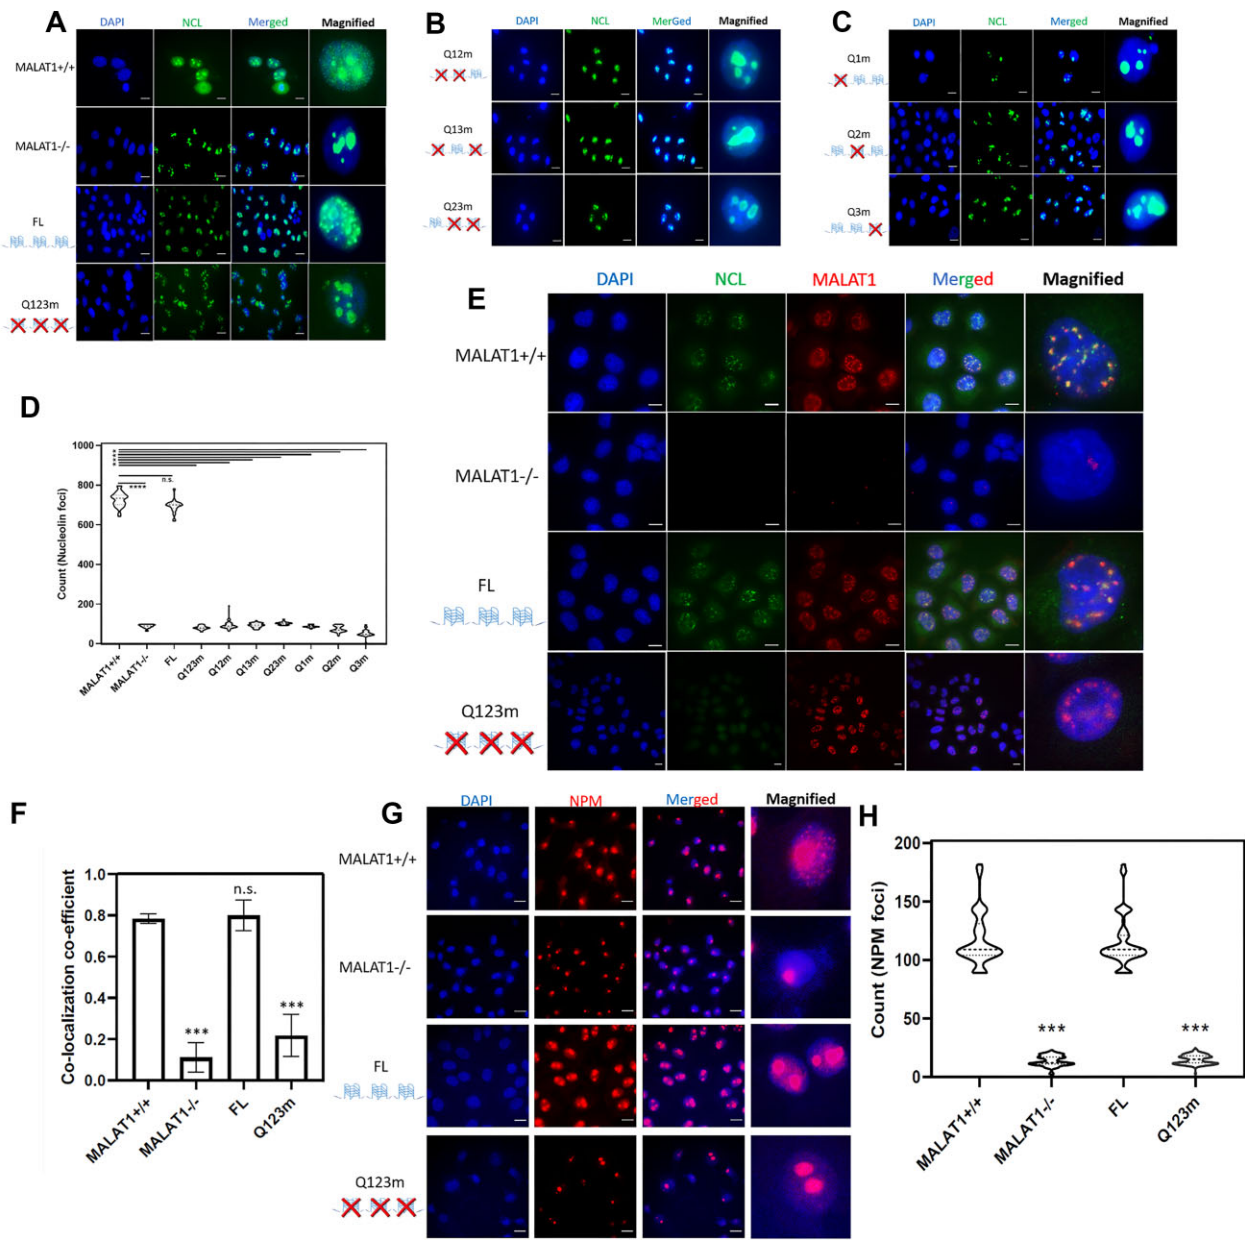 A
DAPI NCL Merged Magnified
MALAT1+/+
MALAT1-/-
FL
Q123m
B
DAPI NCL MerGed Magnified
Q12m
Q13m
Q23m
C
DAPI NCL Merged Magnified
Q1m
Q2m
Q3m
D
Count (Nucleolin foci)
1000
800
600
400
200
0
n.s.
****
MALAT1+/+ MALAT1-/- FL Q123m Q12m Q13m Q23m Q1m Q2m Q3m
E
DAPI NCL MALAT1 Merged Magnified
MALAT1+/+
MALAT1-/-
FL
Q123m
F
Co-localization co-efficient
1.0
0.8
0.6
0.4
0.2
0.0
n.s.
***
***
MALAT1+/+ MALAT1-/- FL Q123m
G
DAPI NPM Merged Magnified
MALAT1+/+
MALAT1-/-
FL
Q123m
H
Count (NPM foci)
200
150
100
50
0
*** ***
MALAT1+/+ MALAT1-/- FL Q123m